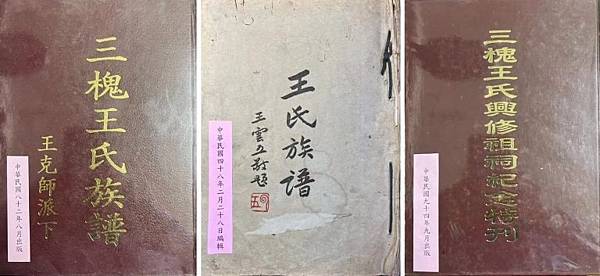 三槐王氏族譜
王克師派下
中華民國八十二年八月出版
王氏族譜
王雲五敬題
中華民國四十八年二月二十八日編輯
三槐王氏興修祖祠紀念特刊
中華民國九十四年九月出版